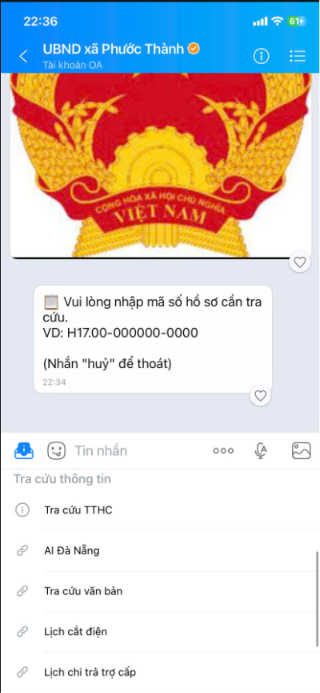 22:36
61
UBND xã Phước Thành
Tài khoản OA
CỘNG HÒA XÃ HỘI CHỦ NGHĨA
VIỆT NAM
Vui lòng nhập mã số hồ sơ cần tra
cứu.
VD: H17.00-000000-0000
(Nhắn "huỷ" để thoát)
22:34
Tin nhắn
Tra cứu thông tin
Tra cứu TTHC
AI Đà Nẵng
Tra cứu văn bản
Lịch cắt điện
Lịch chi trả trợ cấp